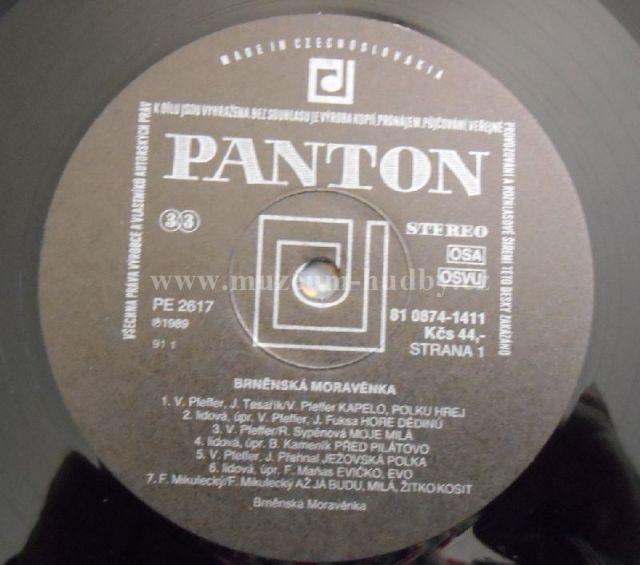 MADE IN CZECHOSLOVAKIA
VŠECHNA PRÁVA VÝROBCE A VLASTNÍKŮ AUTORSKÝCH PRÁV
K DÍLU JSOU VYHRAŽENA. BEZ SOUHLASU JE VÝROBA KOPIÍ, PRONÁJEM, PŮJČOVÁNÍ, VEŘEJNÉ
PROVOZOVÁNÍ A ROZHLASOVÉ ŠÍŘENÍ TÉTO DESKY ZAKÁZÁNO
PANTON
33
STEREO
OSA
OSVU
www.muzeum-hudby.cz
PE 2617
℗1989
91 1
81 0874-1411
Kčs 44,-
STRANA 1
BRNĚNSKÁ MORAVĚNKA
1. V. Pfeffer, J. Tesařík/V. Pfeffer KAPELO, POLKU HREJ
2. lidová, úpr. V. Pfeffer, J. Fuksa HORE DĚDINÚ
3. V. Pfeffer/R. Sypěnová MOJE MILÁ
4. lidová, úpr. B. Kameník PŘED PILÁTOVO
5. V. Pfeffer, J. Přehnal JEŽOVSKÁ POLKA
6. lidová, úpr. F. Maňas EVIČKO, EVO
7. F. Mikulecký/F. Mikulecký AŽ JÁ BUDU, MILÁ, ŽITKO KOSIT
Brněnská Moravěnka